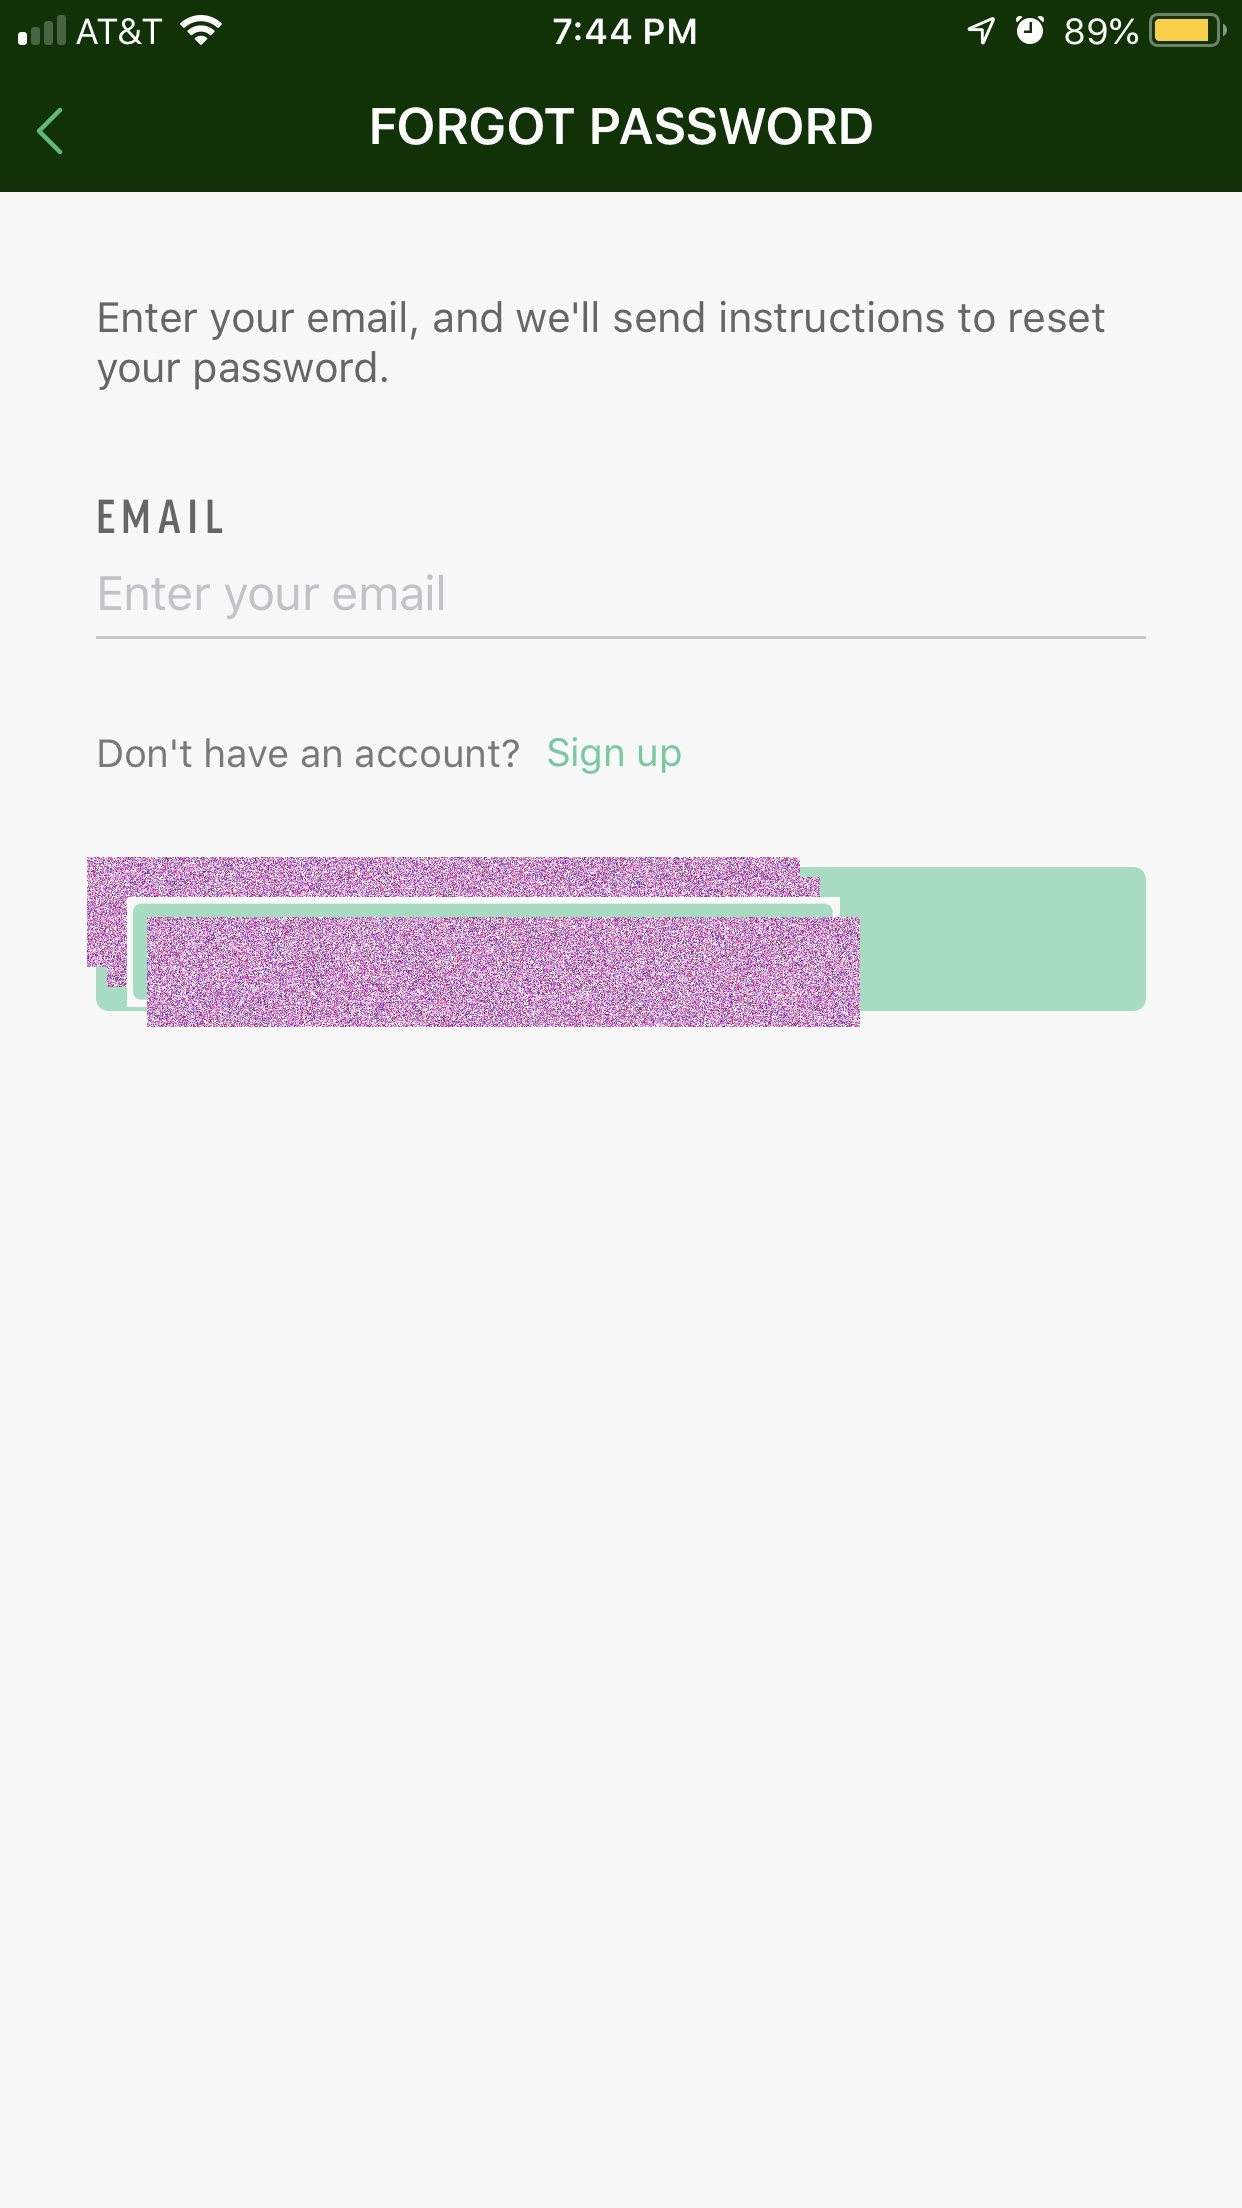 AT&T 7:44 PM 89%
FORGOT PASSWORD
Enter your email, and we'll send instructions to reset
your password.
EMAIL
Enter your email
Don't have an account? Sign up